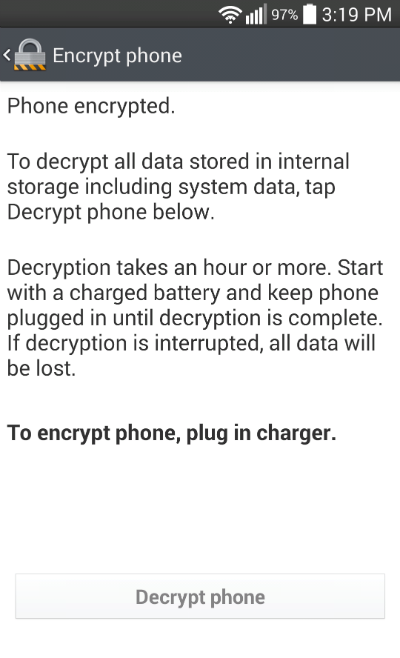 97% 3:19 PM
Encrypt phone
Phone encrypted.
To decrypt all data stored in internal
storage including system data, tap
Decrypt phone below.
Decryption takes an hour or more. Start
with a charged battery and keep phone
plugged in until decryption is complete.
If decryption is interrupted, all data will
be lost.
To encrypt phone, plug in charger.
Decrypt phone